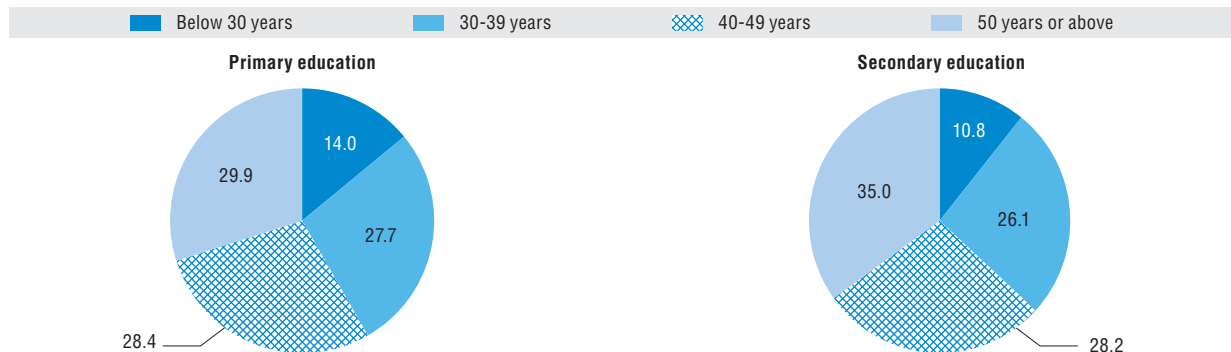 Below 30 years 30-39 years 40-49 years 50 years or above
Primary education
14.0
29.9
27.7
28.4
Secondary education
10.8
35.0
26.1
28.2